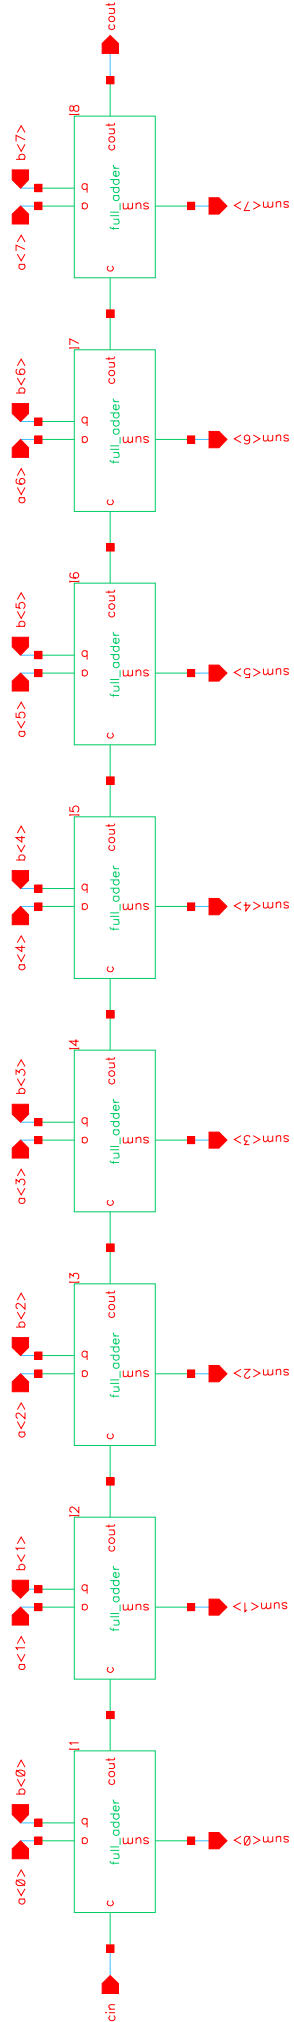 cout
I8
cout
b<7>
a<7>
b
a
full_adder
sum
sum<7>
c
I7
cout
b<6>
a<6>
b
a
full_adder
sum
sum<6>
c
I6
cout
b<5>
a<5>
b
a
full_adder
sum
sum<5>
c
I5
cout
b<4>
a<4>
b
a
full_adder
sum
sum<4>
c
I4
cout
b<3>
a<3>
b
a
full_adder
sum
sum<3>
c
I3
cout
b<2>
a<2>
b
a
full_adder
sum
sum<2>
c
I2
cout
b<1>
a<1>
b
a
full_adder
sum
sum<1>
c
I1
cout
b<0>
a<0>
b
a
full_adder
sum
sum<0>
c
cin